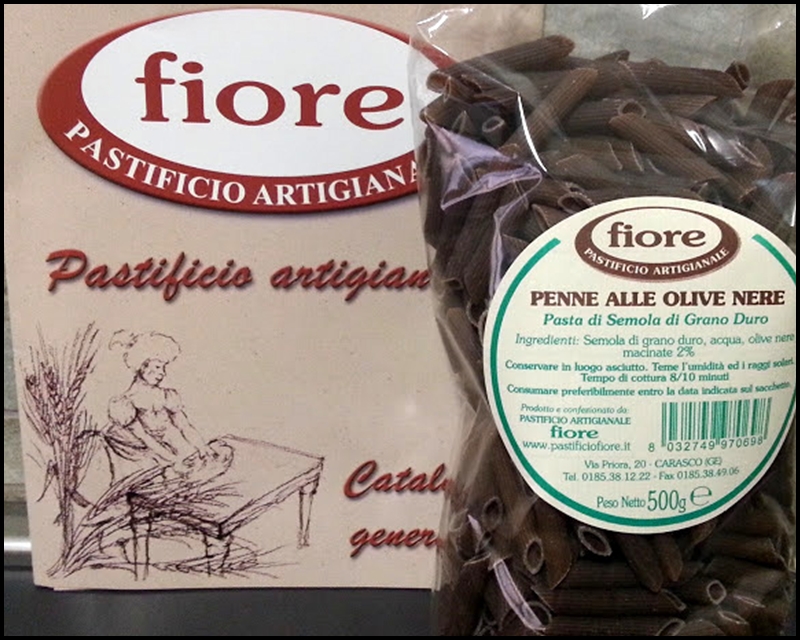 fiore
PASTIFICIO ARTIGIANA
Pastificio artigian
Catal
gener
fiore
PASTIFICIO ARTIGIANALE
PENNE ALLE OLIVE NERE
Pasta di Semola di Grano Duro
Ingredienti: Semola di grano duro, acqua, olive nere
macinate 2%
Conservare in luogo asciutto. Teme l'umidità ed i raggi solari.
Tempo di cottura 8/10 minuti
Consumare preferibilmente entro la data indicata sul sacchetto.
Prodotto e confezionato da:
PASTIFICIO ARTIGIANALE
fiore
www.pastificiofiore.it
8 032749 970698
Via Priora, 20 - CARASCO (GE)
Tel. 0185.38.12.22 - Fax 0185.38.49.06
Peso Netto 500g ℮